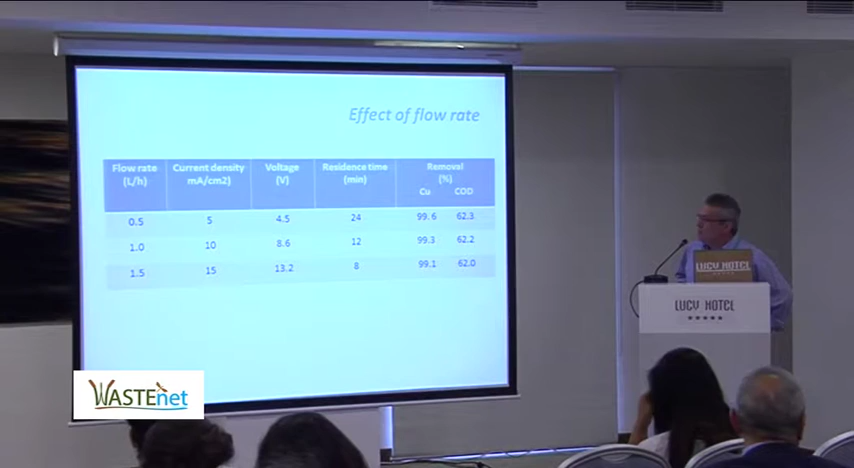 Effect of flow rate
Flow rate (L/h) Current density mA/cm2) Voltage (V) Residence time (min) Removal (%) Cu COD
0.5 5 4.5 24 99.6 62.3
1.0 10 8.6 12 99.3 62.2
1.5 15 13.2 8 99.1 62.0
LUCY HOTEL
LUCY HOTEL
WASTEnet